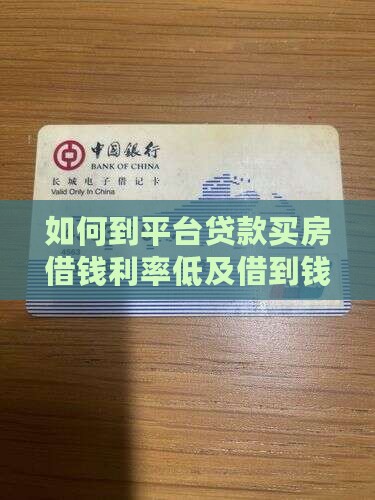 中国银行
BANK OF CHINA
长城电子借记卡
Valid Only In China
如何到平台贷款买房
借钱利率低及借到钱